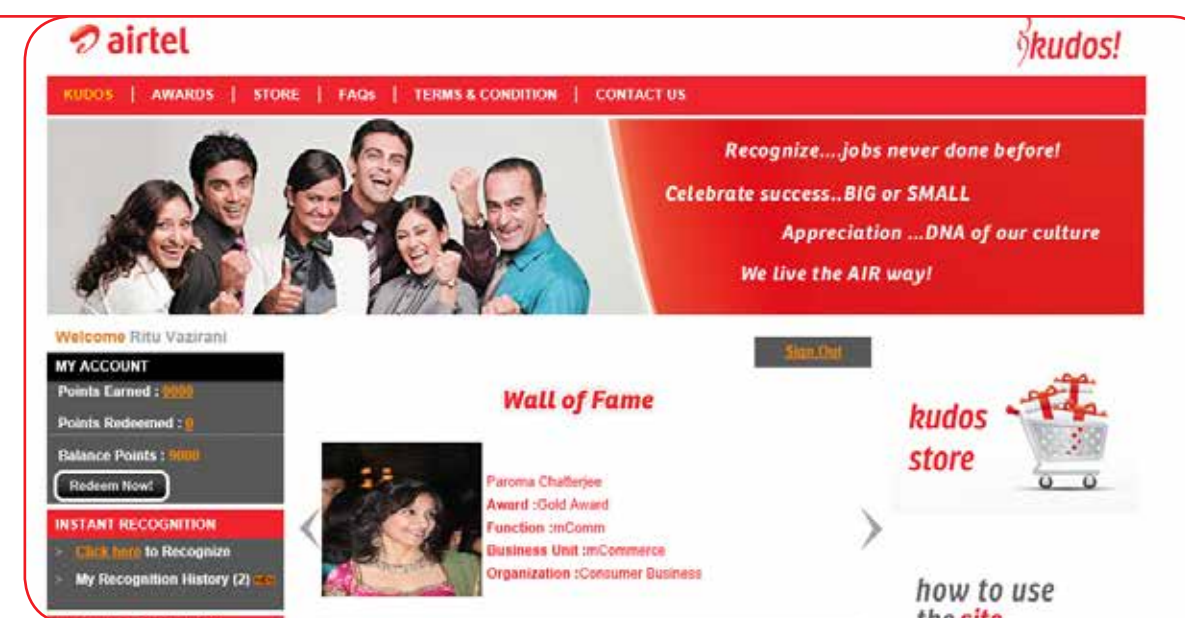 airtel
kudos!
KUDOS | AWARDS | STORE | FAQs | TERMS & CONDITION | CONTACT US
Recognize....jobs never done before!
Celebrate success..BIG or SMALL
Appreciation ...DNA of our culture
We live the AIR way!
Welcome Ritu Vazirani
Sign Out
MY ACCOUNT
Points Earned : 9000
Points Redeemed : 0
Balance Points : 9000
Redeem Now!
INSTANT RECOGNITION
> Click here to Recognize
> My Recognition History (2) NEW
Wall of Fame
Paroma Chatterjee
Award :Gold Award
Function :mComm
Business Unit :mCommerce
Organization :Consumer Business
kudos
store
how to use
the site